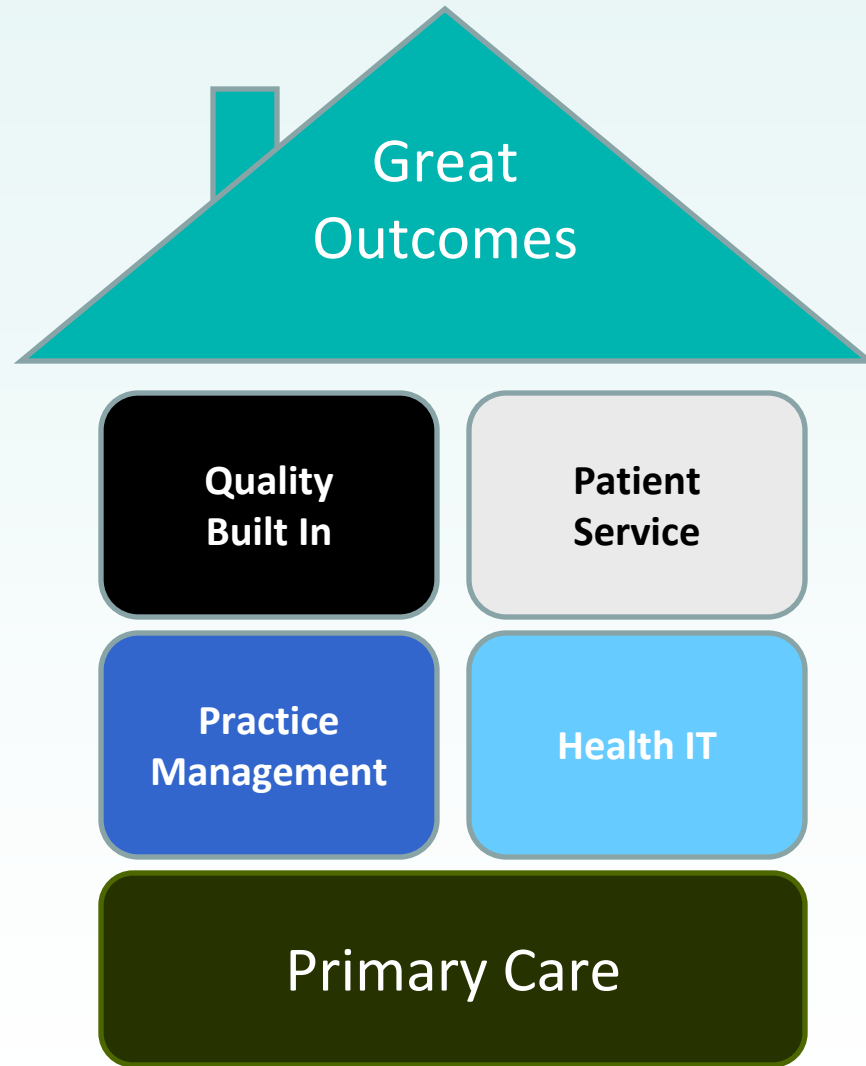 Great
Outcomes
Quality
Built In
Patient
Service
Practice
Management
Health IT
Primary Care